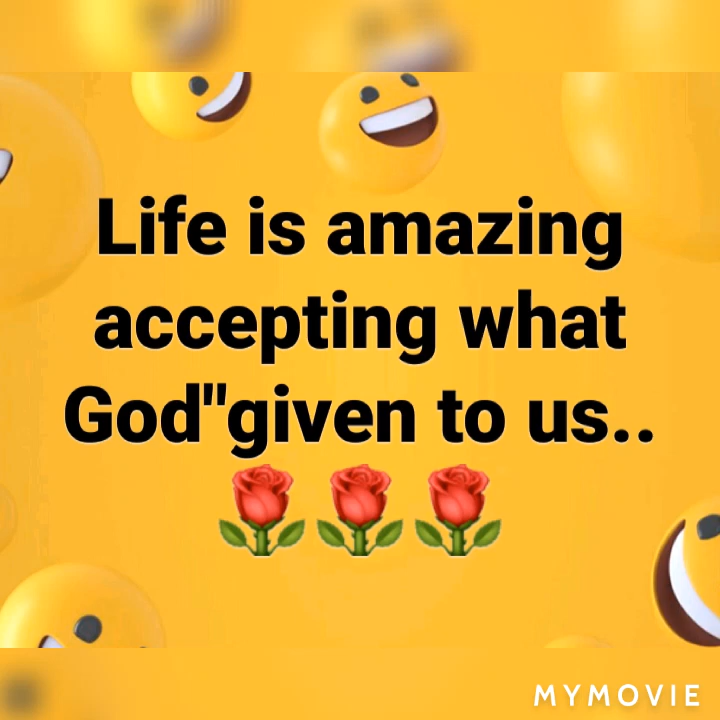 Life is amazing
accepting what
God"given to us..
🌹🌹🌹
MYMOVIE